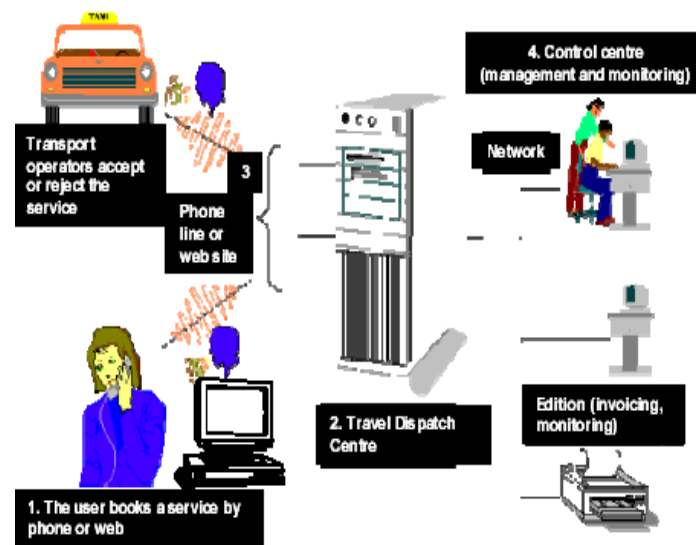 TAXI
4. Control centre
(management and monitoring)
Transport
operators accept
or reject the
service
3
Network
Phone
line or
web site
2. Travel Dispatch
Centre
Edition (invoicing,
monitoring)
1. The user books a service by
phone or web